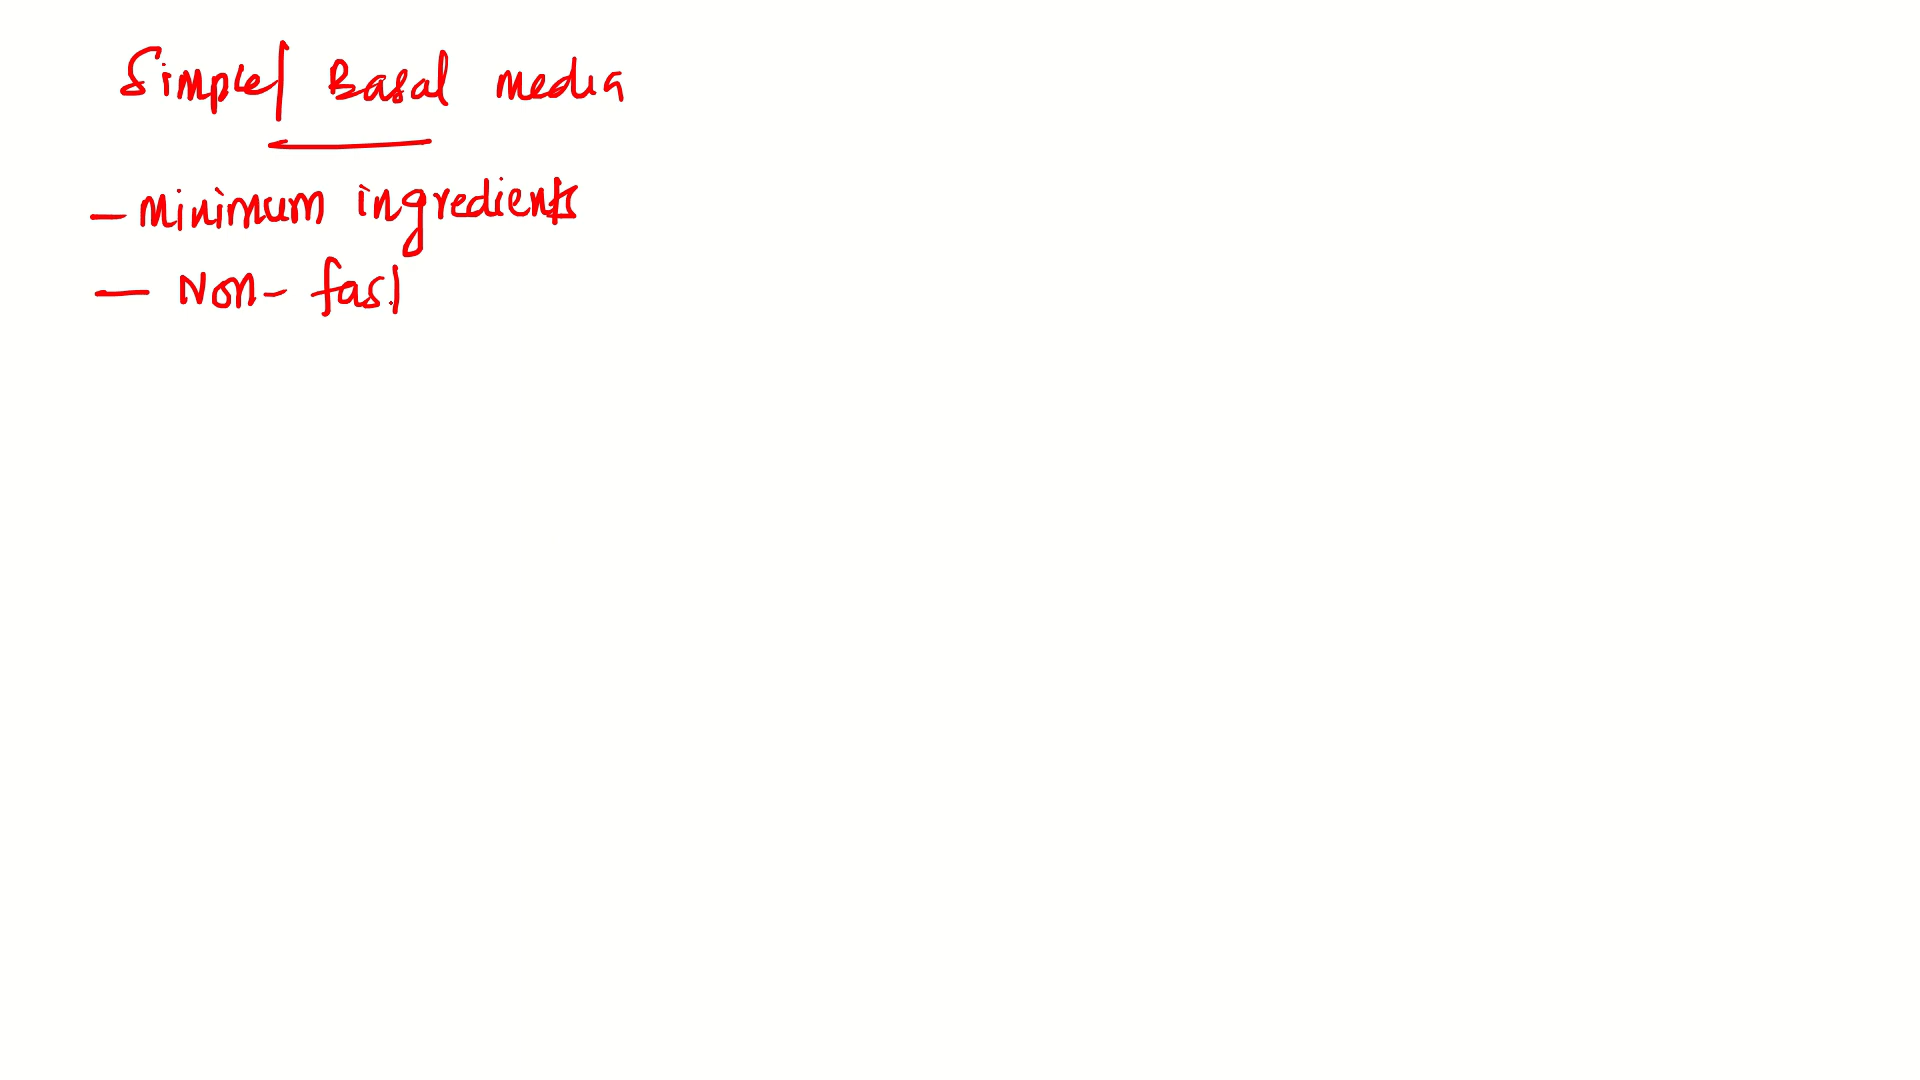 Simple/ Basal media
- minimum ingredients
- Non- fast